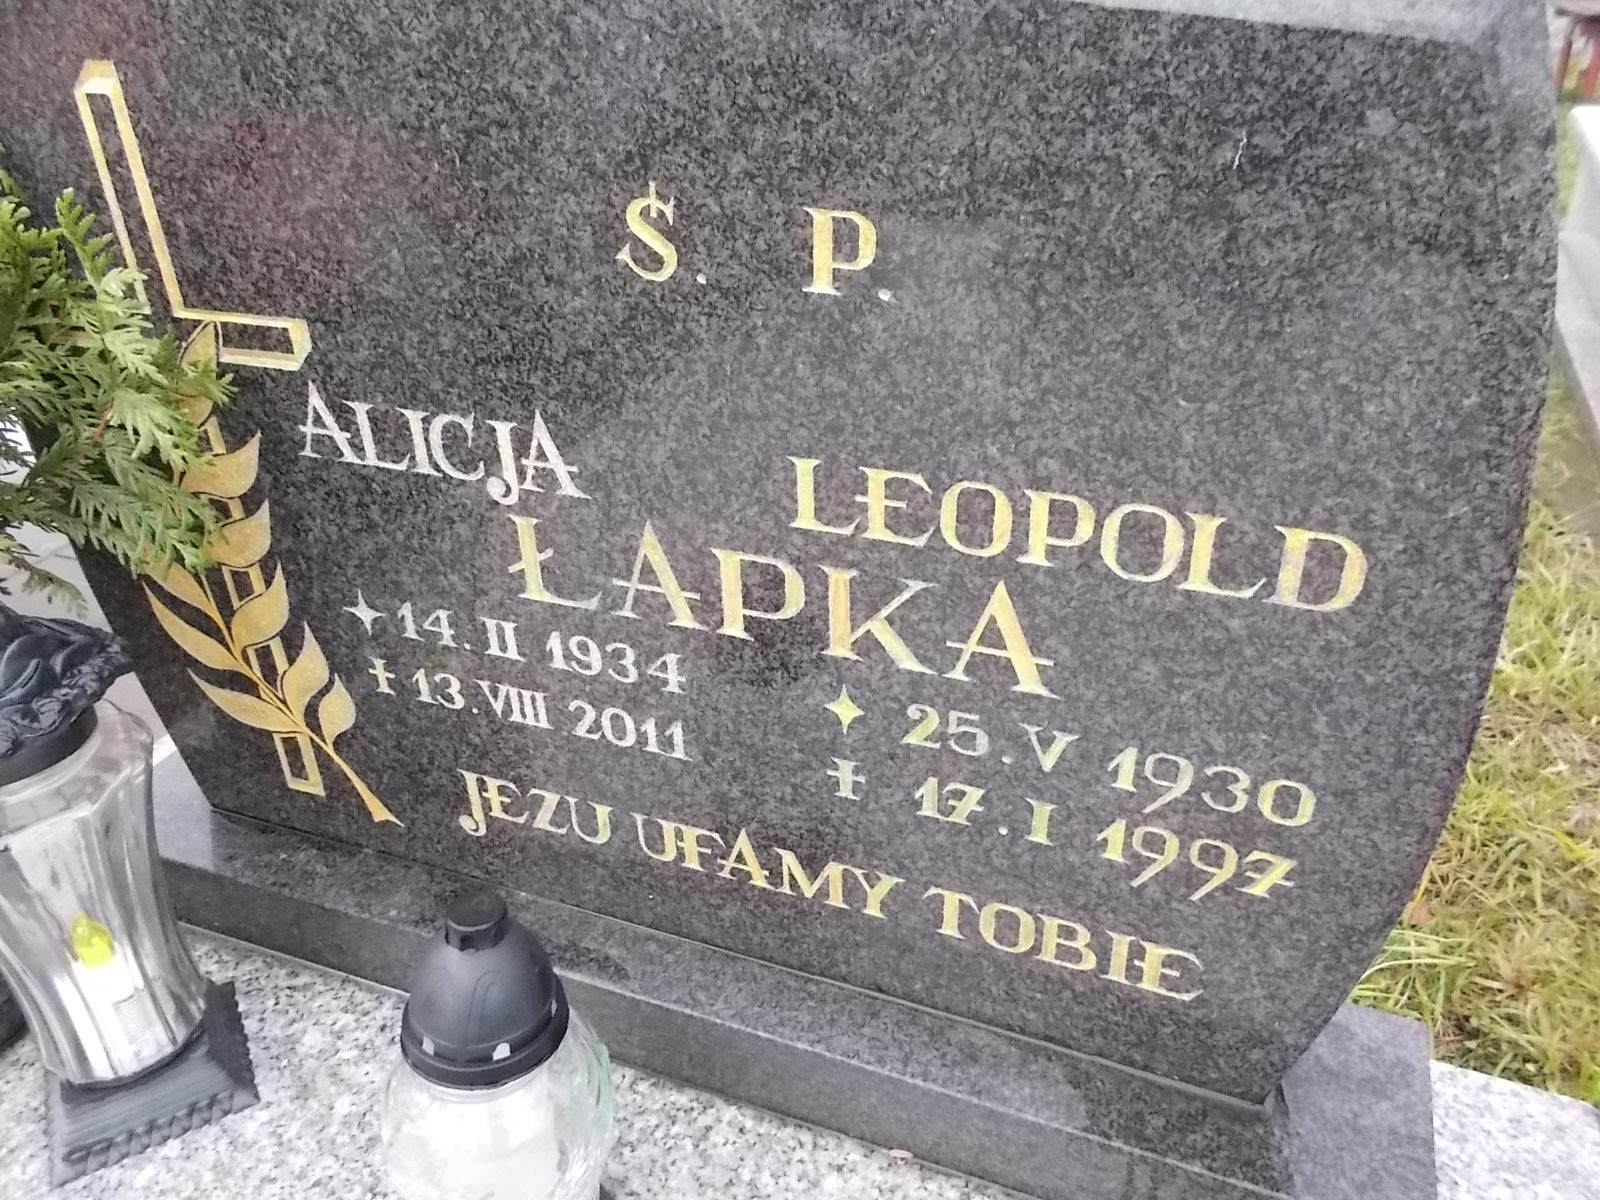 Ś. P.
ALICJA
LEOPOLD
ŁAPKA
14. II 1934
13. VIII 2011
25. V 1930
17. I 1997
JEZU UFAMY TOBIE